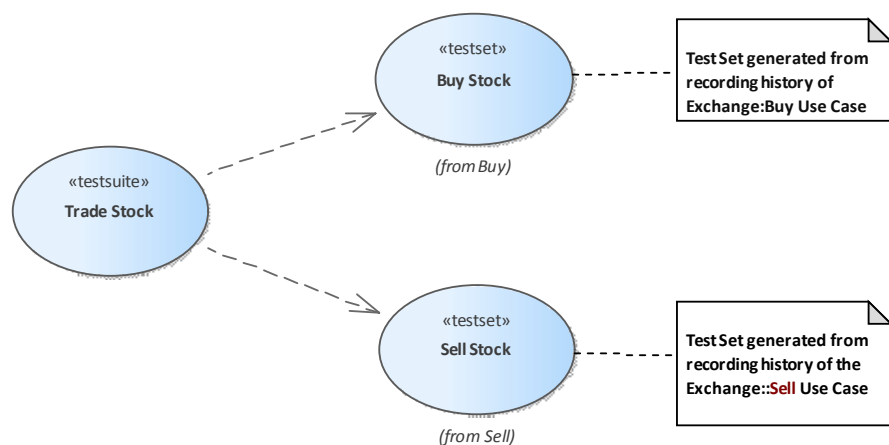 «testset»
Buy Stock
(from Buy)
Test Set generated from
recording history of
Exchange:Buy Use Case
«testsuite»
Trade Stock
«testset»
Sell Stock
(from Sell)
Test Set generated from
recording history of the
Exchange::Sell Use Case